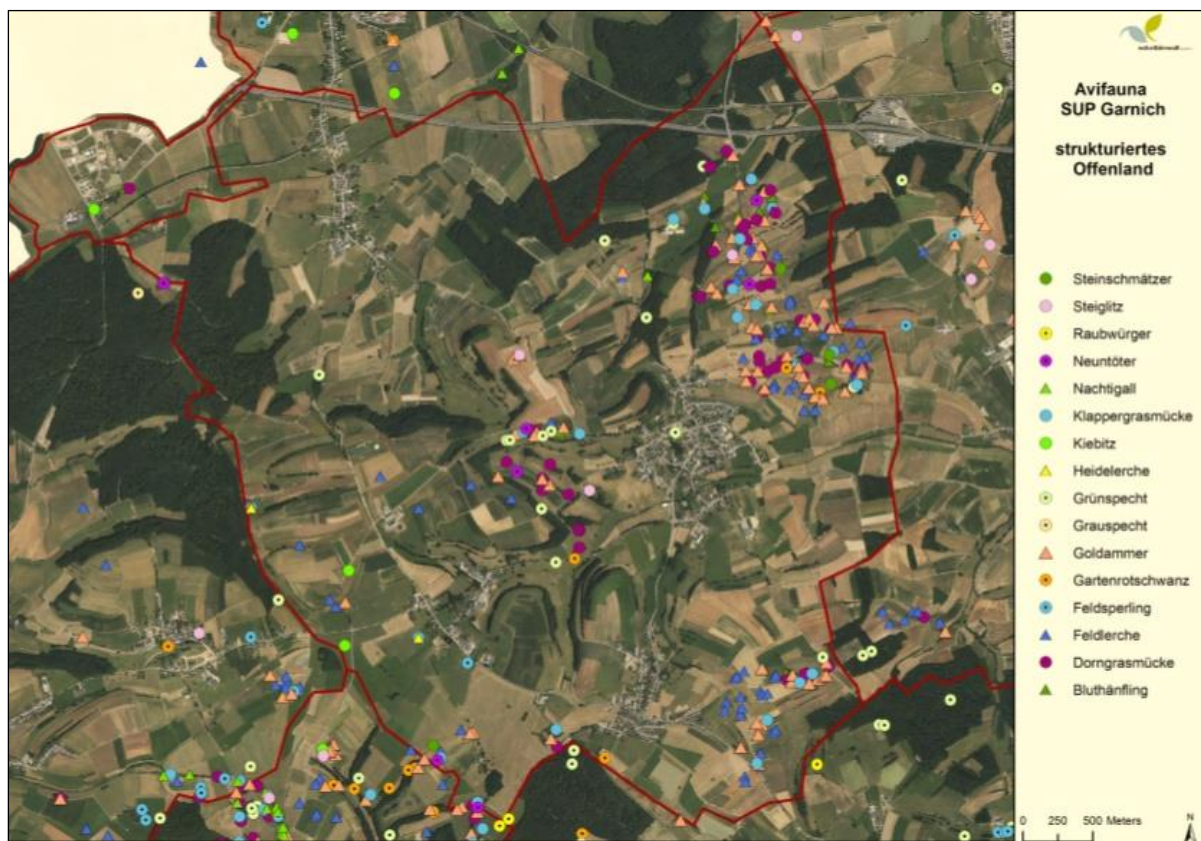 Avifauna
SUP Garnich
strukturiertes
Offenland
Steinschmätzer
Steiglitz
Raubwürger
Neuntöter
Nachtigall
Klappergrasmücke
Kiebitz
Heidelerche
Grünspecht
Grauspecht
Goldammer
Gartenrotschwanz
Feldsperling
Feldlerche
Dorngrasmücke
Bluthänfling
0 250 500 Meters
N